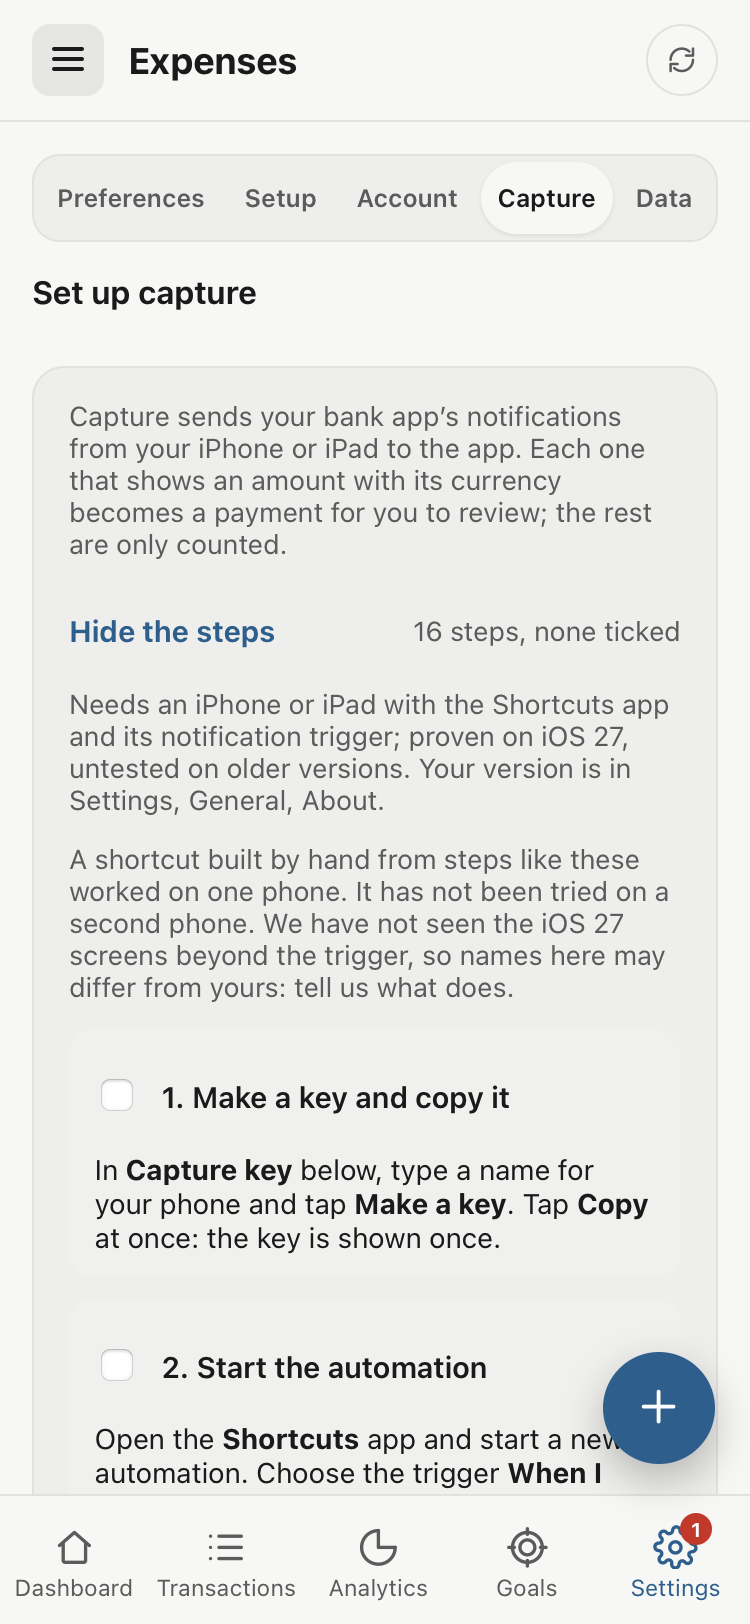 Expenses
Preferences Setup Account Capture Data
Set up capture
Capture sends your bank app’s notifications
from your iPhone or iPad to the app. Each one
that shows an amount with its currency
becomes a payment for you to review; the rest
are only counted.
Hide the steps 16 steps, none ticked
Needs an iPhone or iPad with the Shortcuts app
and its notification trigger; proven on iOS 27,
untested on older versions. Your version is in
Settings, General, About.
A shortcut built by hand from steps like these
worked on one phone. It has not been tried on a
second phone. We have not seen the iOS 27
screens beyond the trigger, so names here may
differ from yours: tell us what does.
1. Make a key and copy it
In Capture key below, type a name for
your phone and tap Make a key. Tap Copy
at once: the key is shown once.
2. Start the automation
Open the Shortcuts app and start a new
automation. Choose the trigger When I
1
Dashboard Transactions Analytics Goals Settings